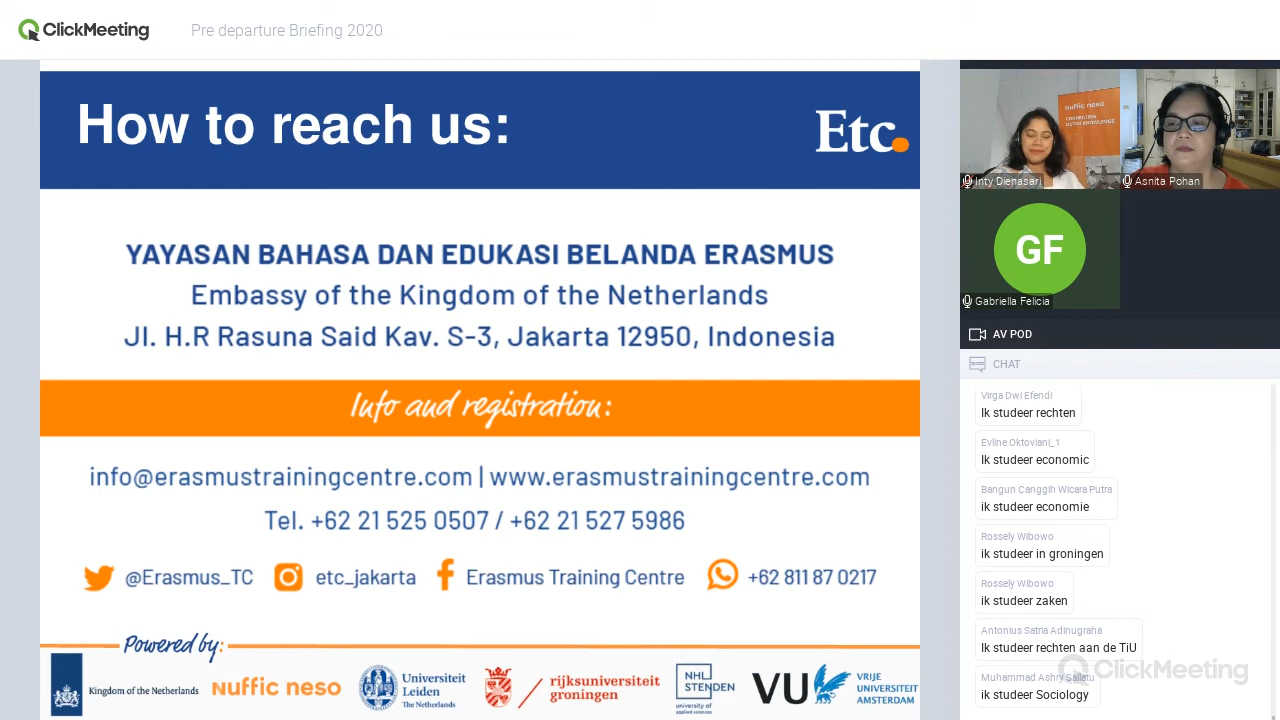 ClickMeeting
Pre departure Briefing 2020
How to reach us:
Etc.
YAYASAN BAHASA DAN EDUKASI BELANDA ERASMUS
Embassy of the Kingdom of the Netherlands
Jl. H.R Rasuna Said Kav. S-3, Jakarta 12950, Indonesia
Info and registration:
info@erasmustrainingcentre.com | www.erasmustrainingcentre.com
Tel. +62 21 525 0507 / +62 21 527 5986
@Erasmus_TC etc_jakarta Erasmus Training Centre +62 811 87 0217
Powered by:
Kingdom of the Netherlands
nuffic neso
Universiteit
Leiden
The Netherlands
rijksuniversiteit
groningen
NHL
STENDEN
university of
applied sciences
VU
VRIJE
UNIVERSITEIT
AMSTERDAM
nuffic neso
Inty Dienasari
Asnita Pohan
GF
Gabriella Felicia
AV POD
CHAT
Virga Dwi Efendi
Ik studeer rechten
Evline Oktoviani_1
Ik studeer economic
Bangun Canggih Wicara Putra
ik studeer economie
Rossely Wibowo
ik studeer in groningen
Rossely Wibowo
ik studeer zaken
Antonius Satria Adinugraha
Ik studeer rechten aan de TiU
Muhammad Ashry Sallatu
ik studeer Sociology
ClickMeeting